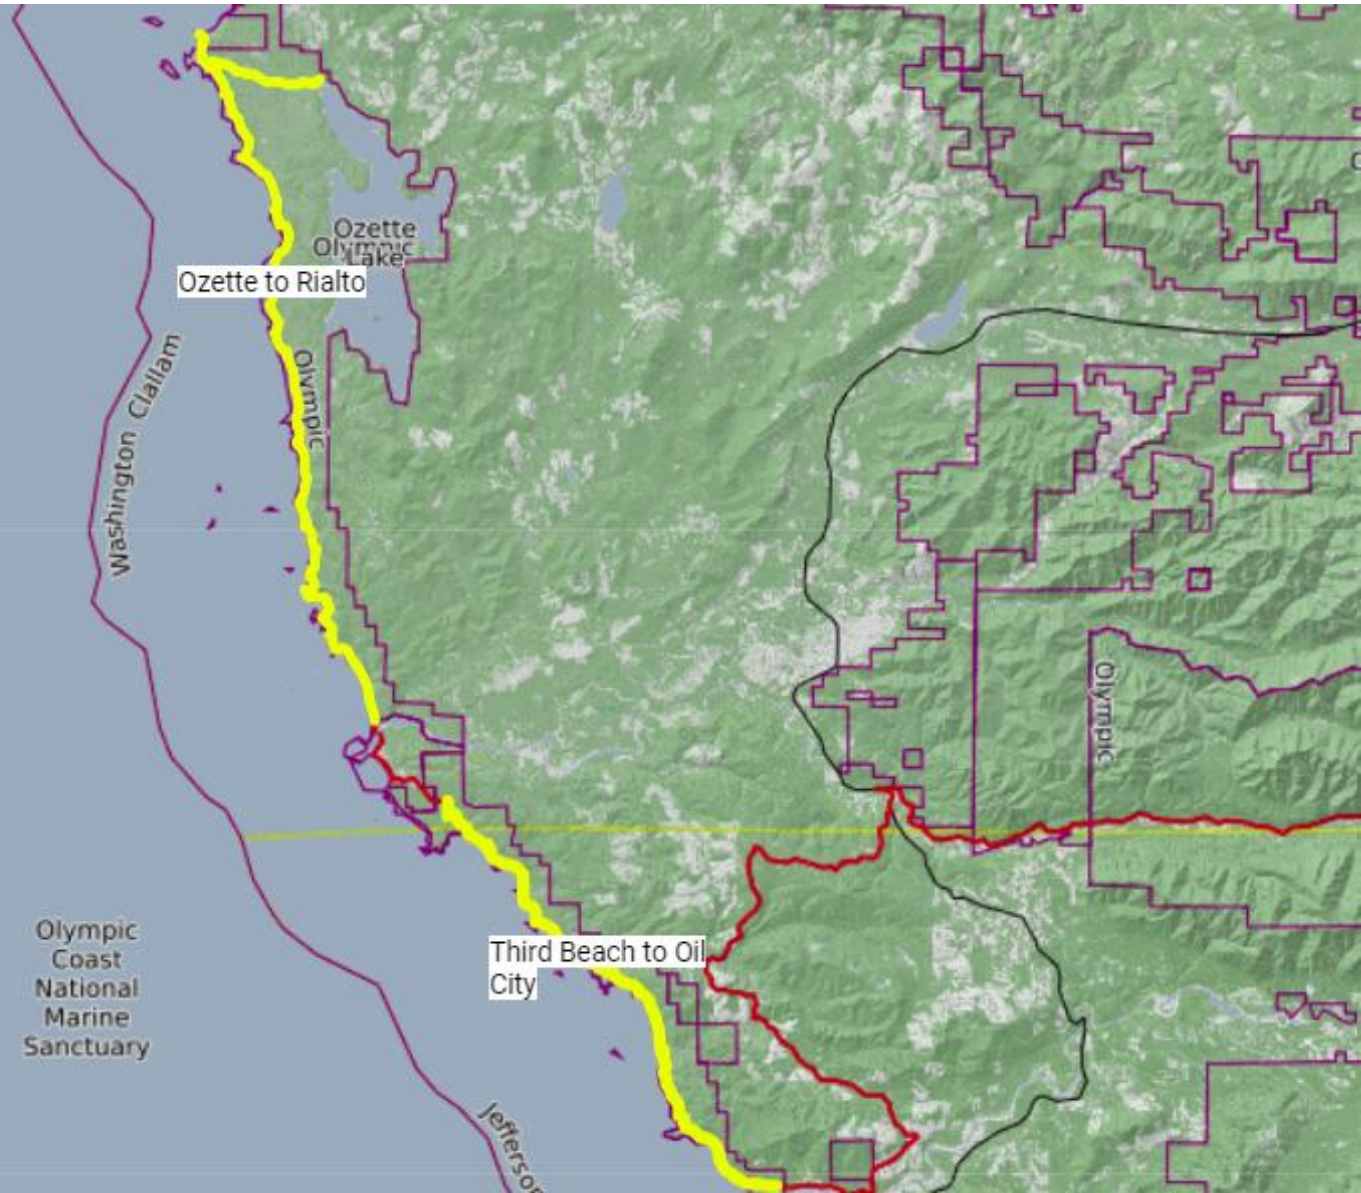 Ozette
Olympic
Lake
Ozette to Rialto
Olympic
Washington
Clallam
Olympic
Third Beach to Oil
City
Olympic
Coast
National
Marine
Sanctuary
Jefferson